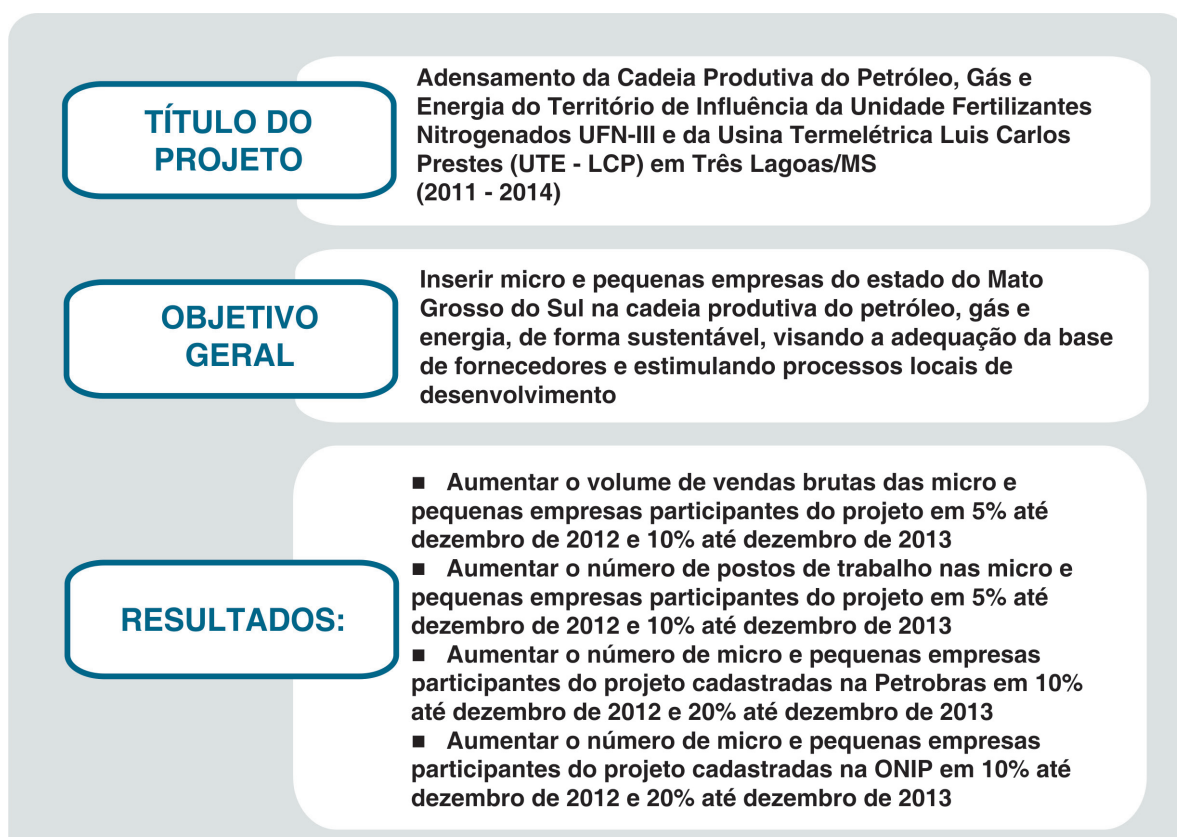 TÍTULO DO
PROJETO
Adensamento da Cadeia Produtiva do Petróleo, Gás e
Energia do Território de Influência da Unidade Fertilizantes
Nitrogenados UFN-III e da Usina Termelétrica Luis Carlos
Prestes (UTE - LCP) em Três Lagoas/MS
(2011 - 2014)
OBJETIVO
GERAL
Inserir micro e pequenas empresas do estado do Mato
Grosso do Sul na cadeia produtiva do petróleo, gás e
energia, de forma sustentável, visando a adequação da base
de fornecedores e estimulando processos locais de
desenvolvimento
RESULTADOS:
■ Aumentar o volume de vendas brutas das micro e
pequenas empresas participantes do projeto em 5% até
dezembro de 2012 e 10% até dezembro de 2013
■ Aumentar o número de postos de trabalho nas micro e
pequenas empresas participantes do projeto em 5% até
dezembro de 2012 e 10% até dezembro de 2013
■ Aumentar o número de micro e pequenas empresas
participantes do projeto cadastradas na Petrobras em 10%
até dezembro de 2012 e 20% até dezembro de 2013
■ Aumentar o número de micro e pequenas empresas
participantes do projeto cadastradas na ONIP em 10% até
dezembro de 2012 e 20% até dezembro de 2013